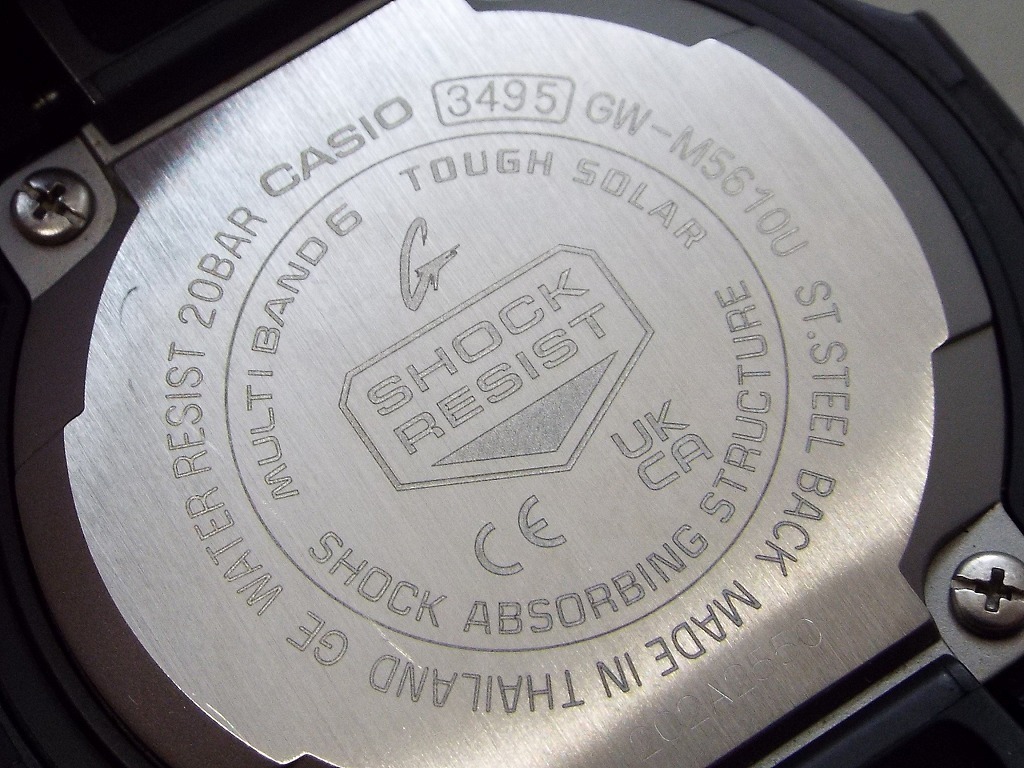 CASIO 3495 GW-M5610U ST.STEEL BACK MADE IN THAILAND GE WATER RESIST 20BAR
MULTI BAND 6 TOUGH SOLAR
SHOCK ABSORBING STRUCTURE
G
SHOCK
RESIST
UK
CA
CE